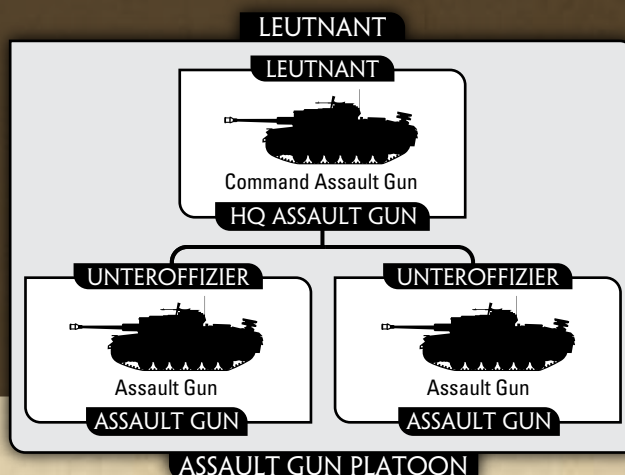 LEUTNANT
LEUTNANT
Command Assault Gun
HQ ASSAULT GUN
UNTEROFFIZIER UNTEROFFIZIER
Assault Gun Assault Gun
ASSAULT GUN ASSAULT GUN
ASSAULT GUN PLATOON